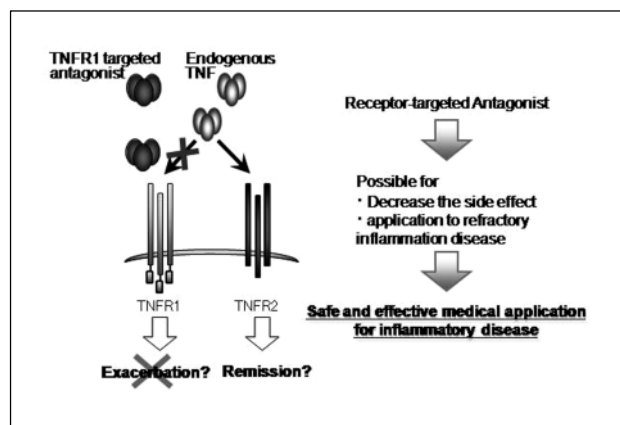 TNFR1 targeted
antagonist
Endogenous
TNF
TNFR1
TNFR2
Exacerbation?
Remission?
Receptor-targeted Antagonist
Possible for
・Decrease the side effect
・application to refractory
inflammation disease
Safe and effective medical application
for inflammatory disease